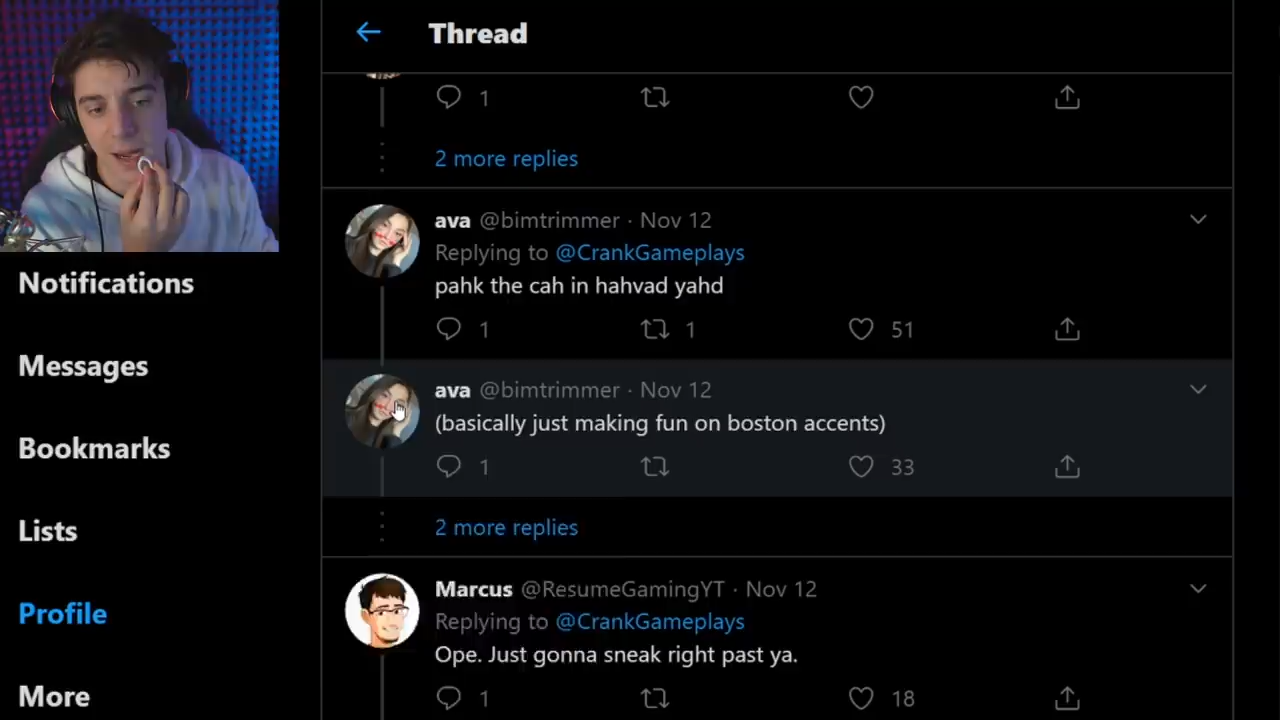 Thread
1
2 more replies
ava @bimtrimmer · Nov 12
Replying to @CrankGameplays
pahk the cah in hahvad yahd
1 1 51
ava @bimtrimmer · Nov 12
(basically just making fun on boston accents)
1 33
2 more replies
Marcus @ResumeGamingYT · Nov 12
Replying to @CrankGameplays
Ope. Just gonna sneak right past ya.
1 18
Notifications
Messages
Bookmarks
Lists
Profile
More